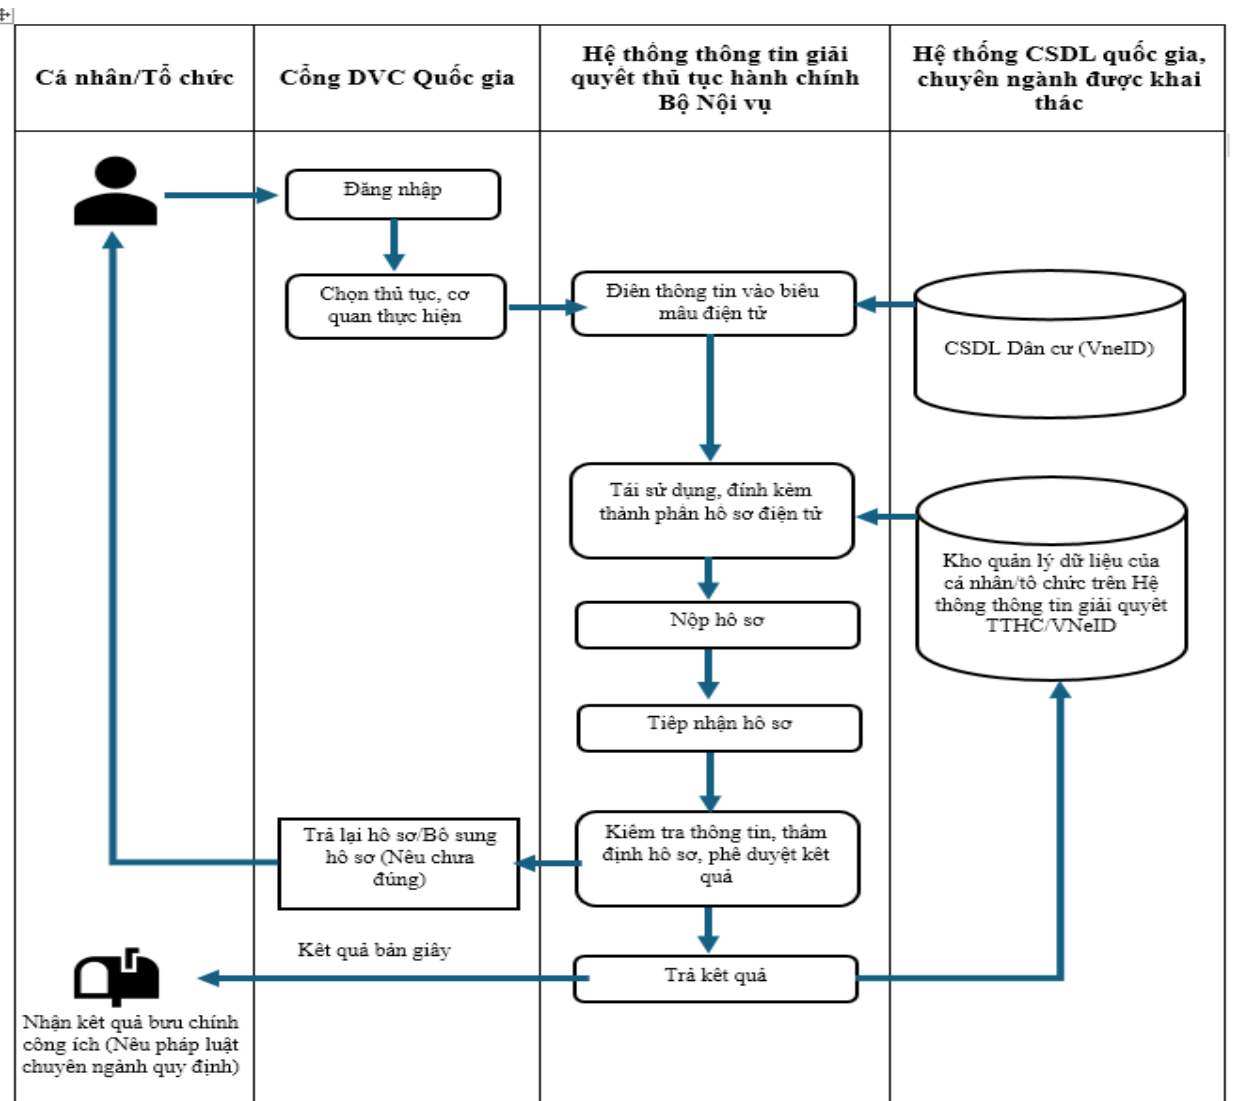 Cá nhân/Tổ chức
Cổng DVC Quốc gia
Hệ thống thông tin giải
quyết thủ tục hành chính
Bộ Nội vụ
Hệ thống CSDL quốc gia,
chuyên ngành được khai
thác
Đăng nhập
Chọn thủ tục, cơ
quan thực hiện
Điền thông tin vào biểu
mẫu điện tử
CSDL Dân cư (VneID)
Tái sử dụng, đính kèm
thành phần hồ sơ điện tử
Kho quản lý dữ liệu của
cá nhân/tổ chức trên Hệ
thống thông tin giải quyết
TTHC/VNeID
Nộp hồ sơ
Tiếp nhận hồ sơ
Kiểm tra thông tin, thẩm
định hồ sơ, phê duyệt kết
quả
Trả lại hồ sơ/Bổ sung
hồ sơ (Nếu chưa
đúng)
Kết quả bản giấy
Trả kết quả
Nhận kết quả bưu chính
công ích (Nếu pháp luật
chuyên ngành quy định)